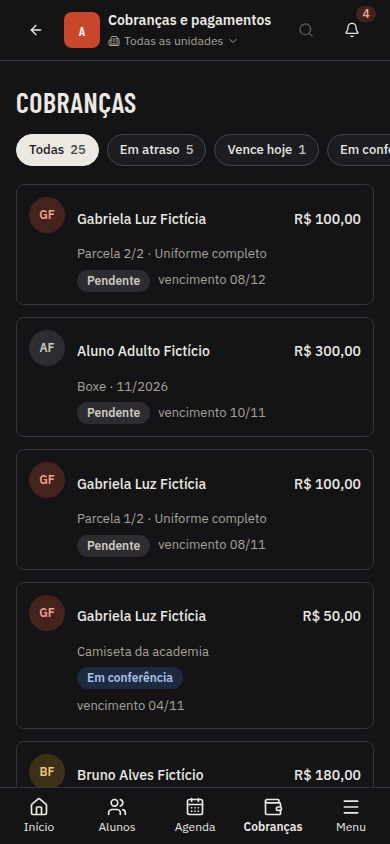 A
Cobranças e pagamentos
Todas as unidades
4
COBRANÇAS
Todas 25
Em atraso 5
Vence hoje 1
Em conf
GF
Gabriela Luz Fictícia
R$ 100,00
Parcela 2/2 · Uniforme completo
Pendente
vencimento 08/12
AF
Aluno Adulto Fictício
R$ 300,00
Boxe · 11/2026
Pendente
vencimento 10/11
GF
Gabriela Luz Fictícia
R$ 100,00
Parcela 1/2 · Uniforme completo
Pendente
vencimento 08/11
GF
Gabriela Luz Fictícia
R$ 50,00
Camiseta da academia
Em conferência
vencimento 04/11
BF
Bruno Alves Fictício
R$ 180,00
Início
Alunos
Agenda
Cobranças
Menu